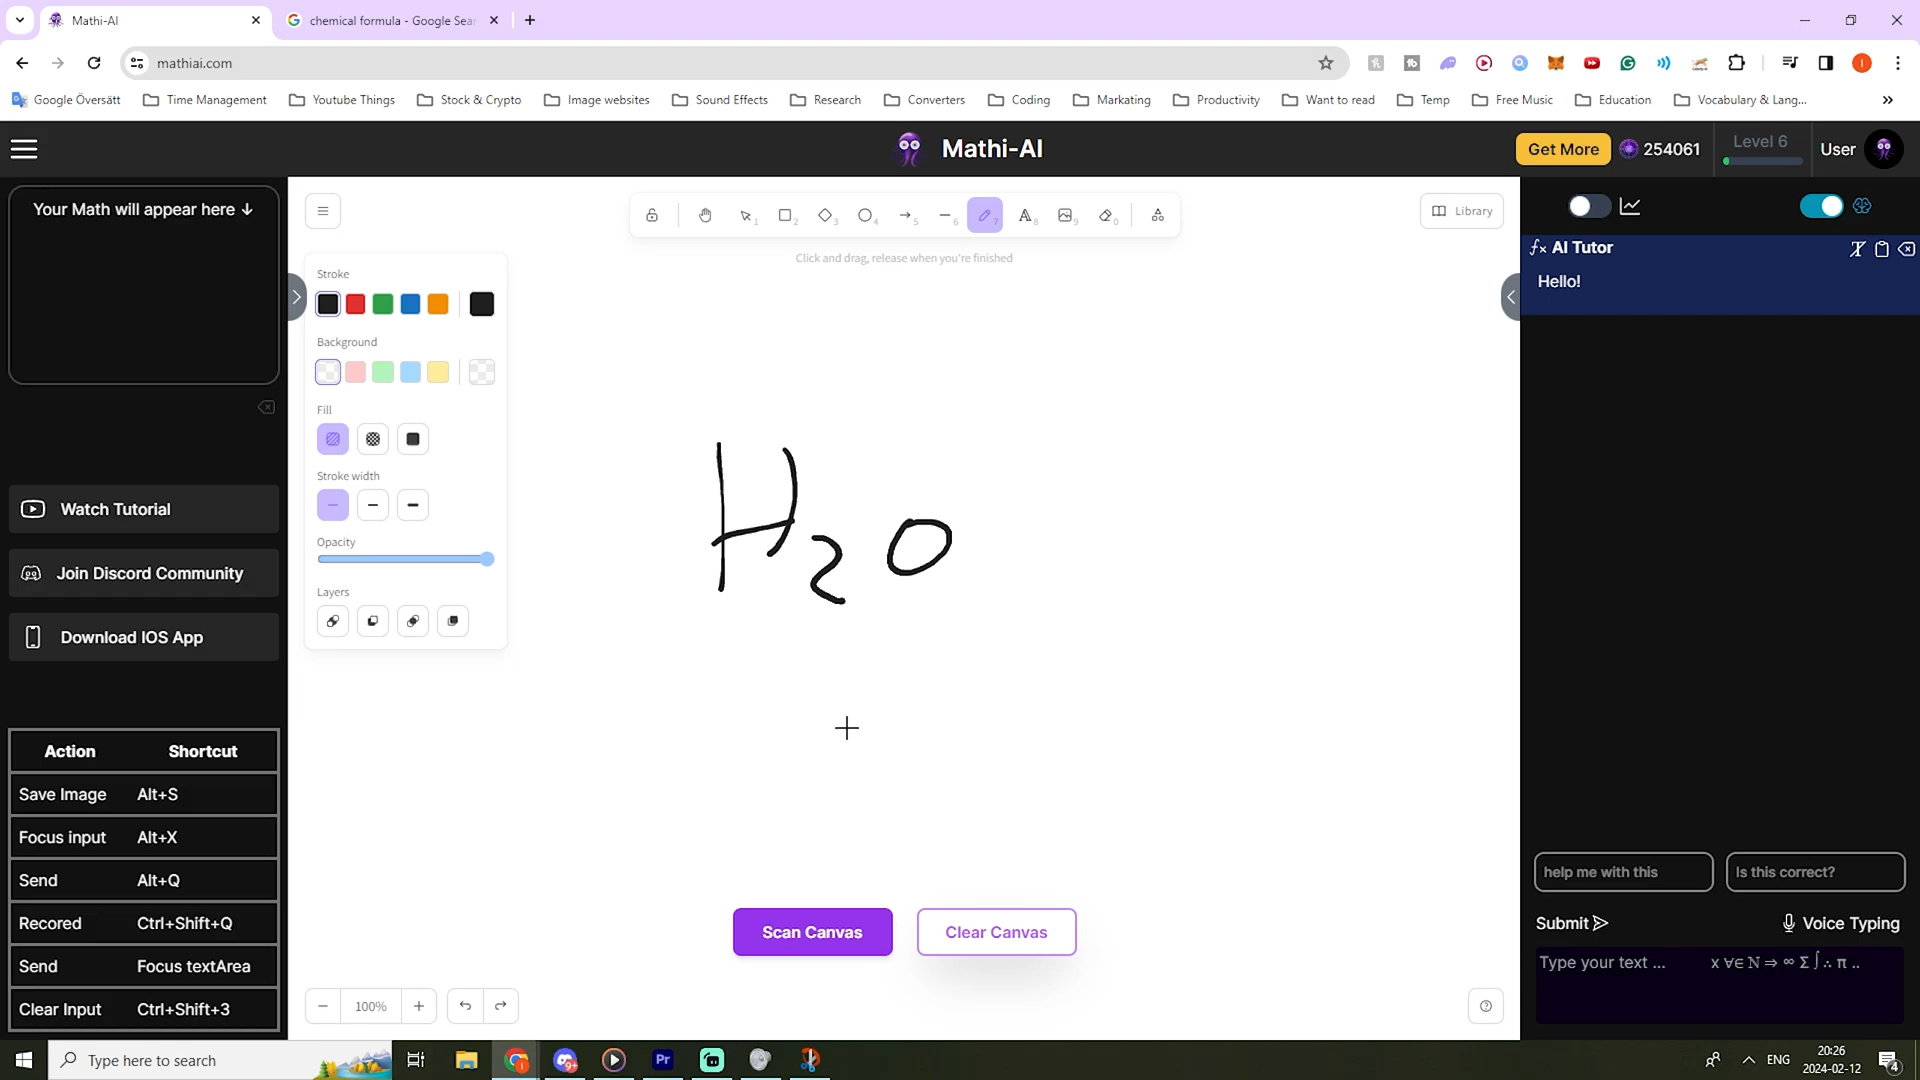 Mathi-AI
chemical formula - Google Sear
mathiai.com
Google Översätt
Time Management
Youtube Things
Stock & Crypto
Image websites
Sound Effects
Research
Converters
Coding
Markating
Productivity
Want to read
Temp
Free Music
Education
Vocabulary & Lang...
Mathi-AI
Get More
254061
Level 6
User
Your Math will appear here ↓
Library
Click and drag, release when you're finished
AI Tutor
Hello!
Stroke
Background
Fill
Stroke width
Opacity
Layers
H₂O
Watch Tutorial
Join Discord Community
Download IOS App
Action Shortcut
Save Image Alt+S
Focus input Alt+X
Send Alt+Q
Recored Ctrl+Shift+Q
Send Focus textArea
Clear Input Ctrl+Shift+3
Scan Canvas
Clear Canvas
100%
help me with this
Is this correct?
Submit
Voice Typing
Type your text ... x ∀∈ ℕ ⇒ ∞ Σ ∫ ∴ π ..
Type here to search
ENG
20:26
2024-02-12